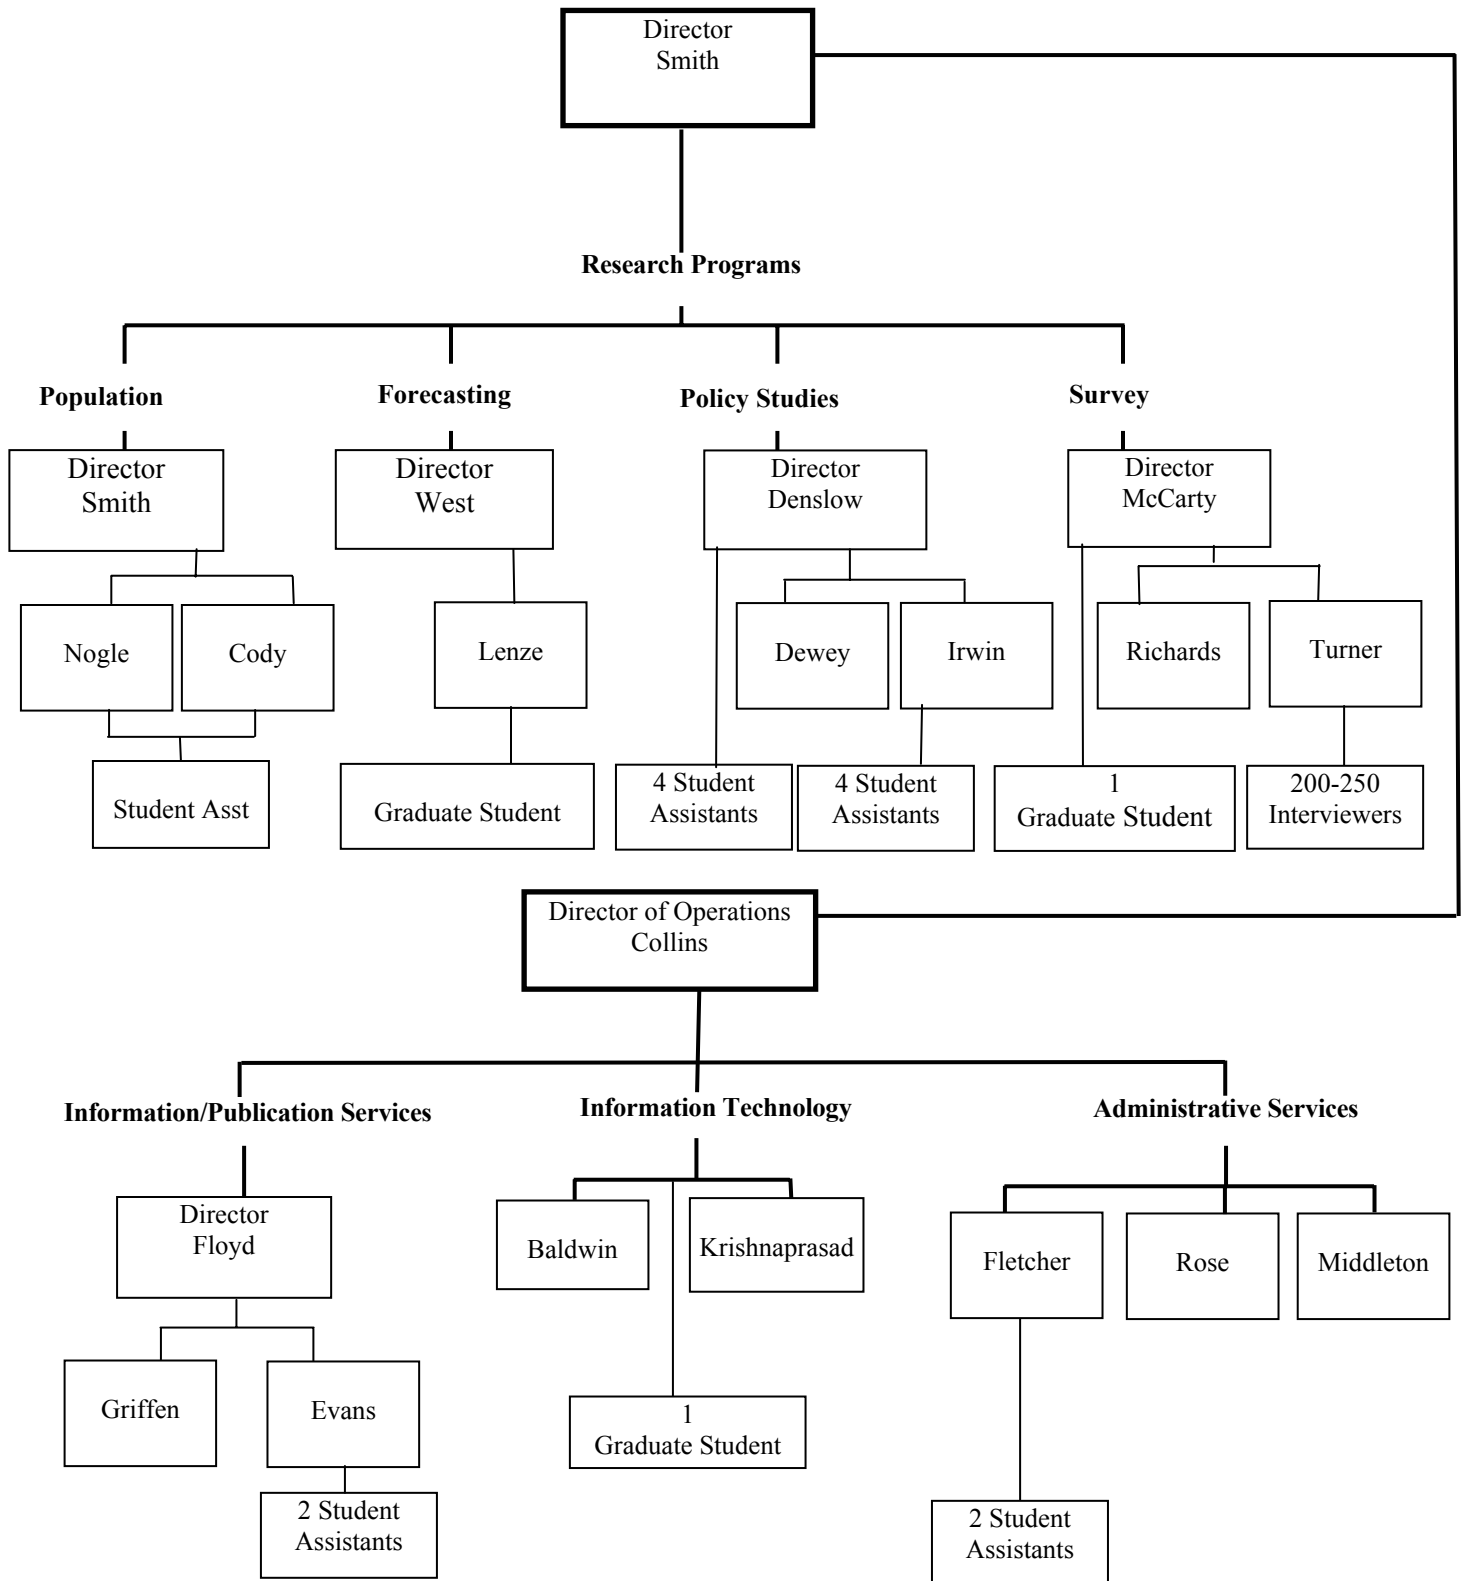 Director
Smith
Research Programs
Population
Forecasting
Policy Studies
Survey
Director
Smith
Director
West
Director
Denslow
Director
McCarty
Nogle
Cody
Lenze
Dewey
Irwin
Richards
Turner
Student Asst
Graduate Student
4 Student
Assistants
4 Student
Assistants
1
Graduate Student
200-250
Interviewers
Director of Operations
Collins
Information/Publication Services
Information Technology
Administrative Services
Director
Floyd
Baldwin
Krishnaprasad
Fletcher
Rose
Middleton
Griffen
Evans
1
Graduate Student
2 Student
Assistants
2 Student
Assistants